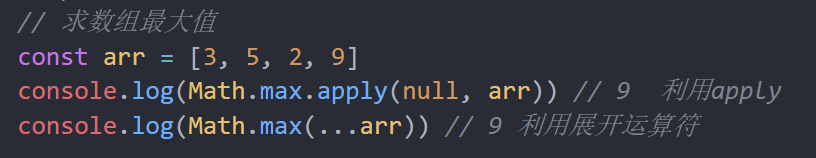 // 求数组最大值
const arr = [3, 5, 2, 9]
console.log(Math.max.apply(null, arr)) // 9  利用apply
console.log(Math.max(...arr)) // 9 利用展开运算符